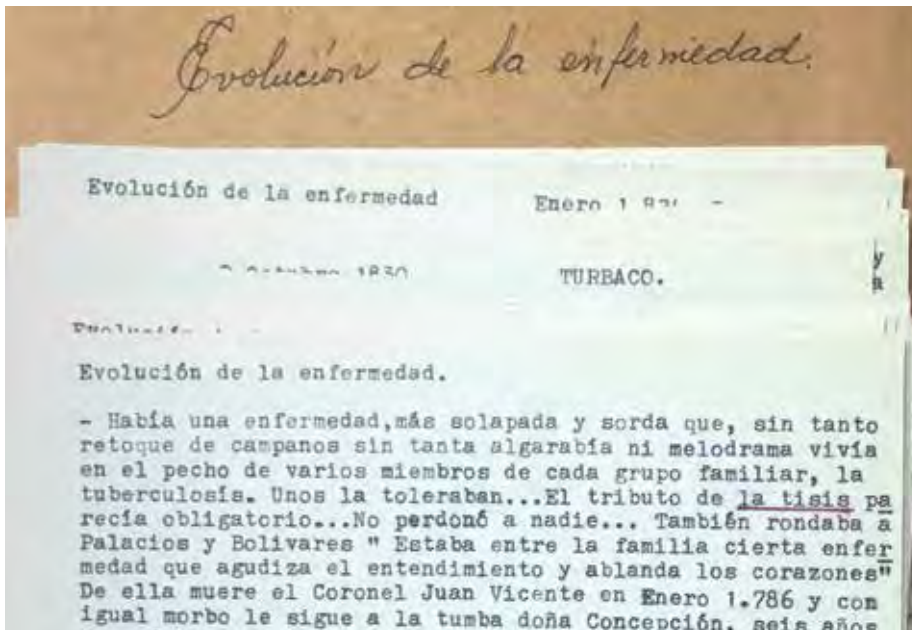 Evolución de la enfermedad.
Evolución de la enfermedad Enero
1830 TURBACO.
y
a
Evolución de la enfermedad.
- Había una enfermedad,más solapada y sorda que, sin tanto
retoque de campanos sin tanta algarabía ni melodrama vivía
en el pecho de varios miembros de cada grupo familiar, la
tuberculosis. Unos la toleraban...El tributo de la tisis pa
recía obligatorio...No perdonó a nadie... También rondaba a
Palacios y Bolivares " Estaba entre la familia cierta enfer
medad que agudiza el entendimiento y ablanda los corazones"
De ella muere el Coronel Juan Vicente en Enero 1.786 y con
igual morbo le sigue a la tumba doña Concepción, seis años